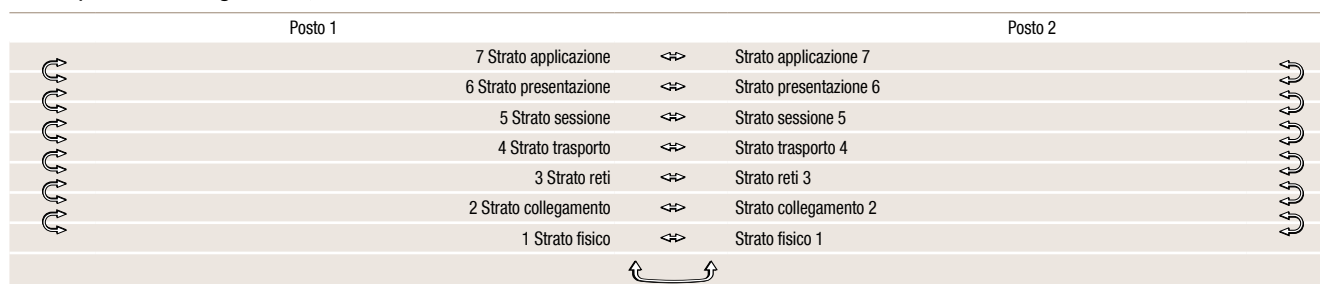 Posto 1 Posto 2
7 Strato applicazione Strato applicazione 7
6 Strato presentazione Strato presentazione 6
5 Strato sessione Strato sessione 5
4 Strato trasporto Strato trasporto 4
3 Strato reti Strato reti 3
2 Strato collegamento Strato collegamento 2
1 Strato fisico Strato fisico 1